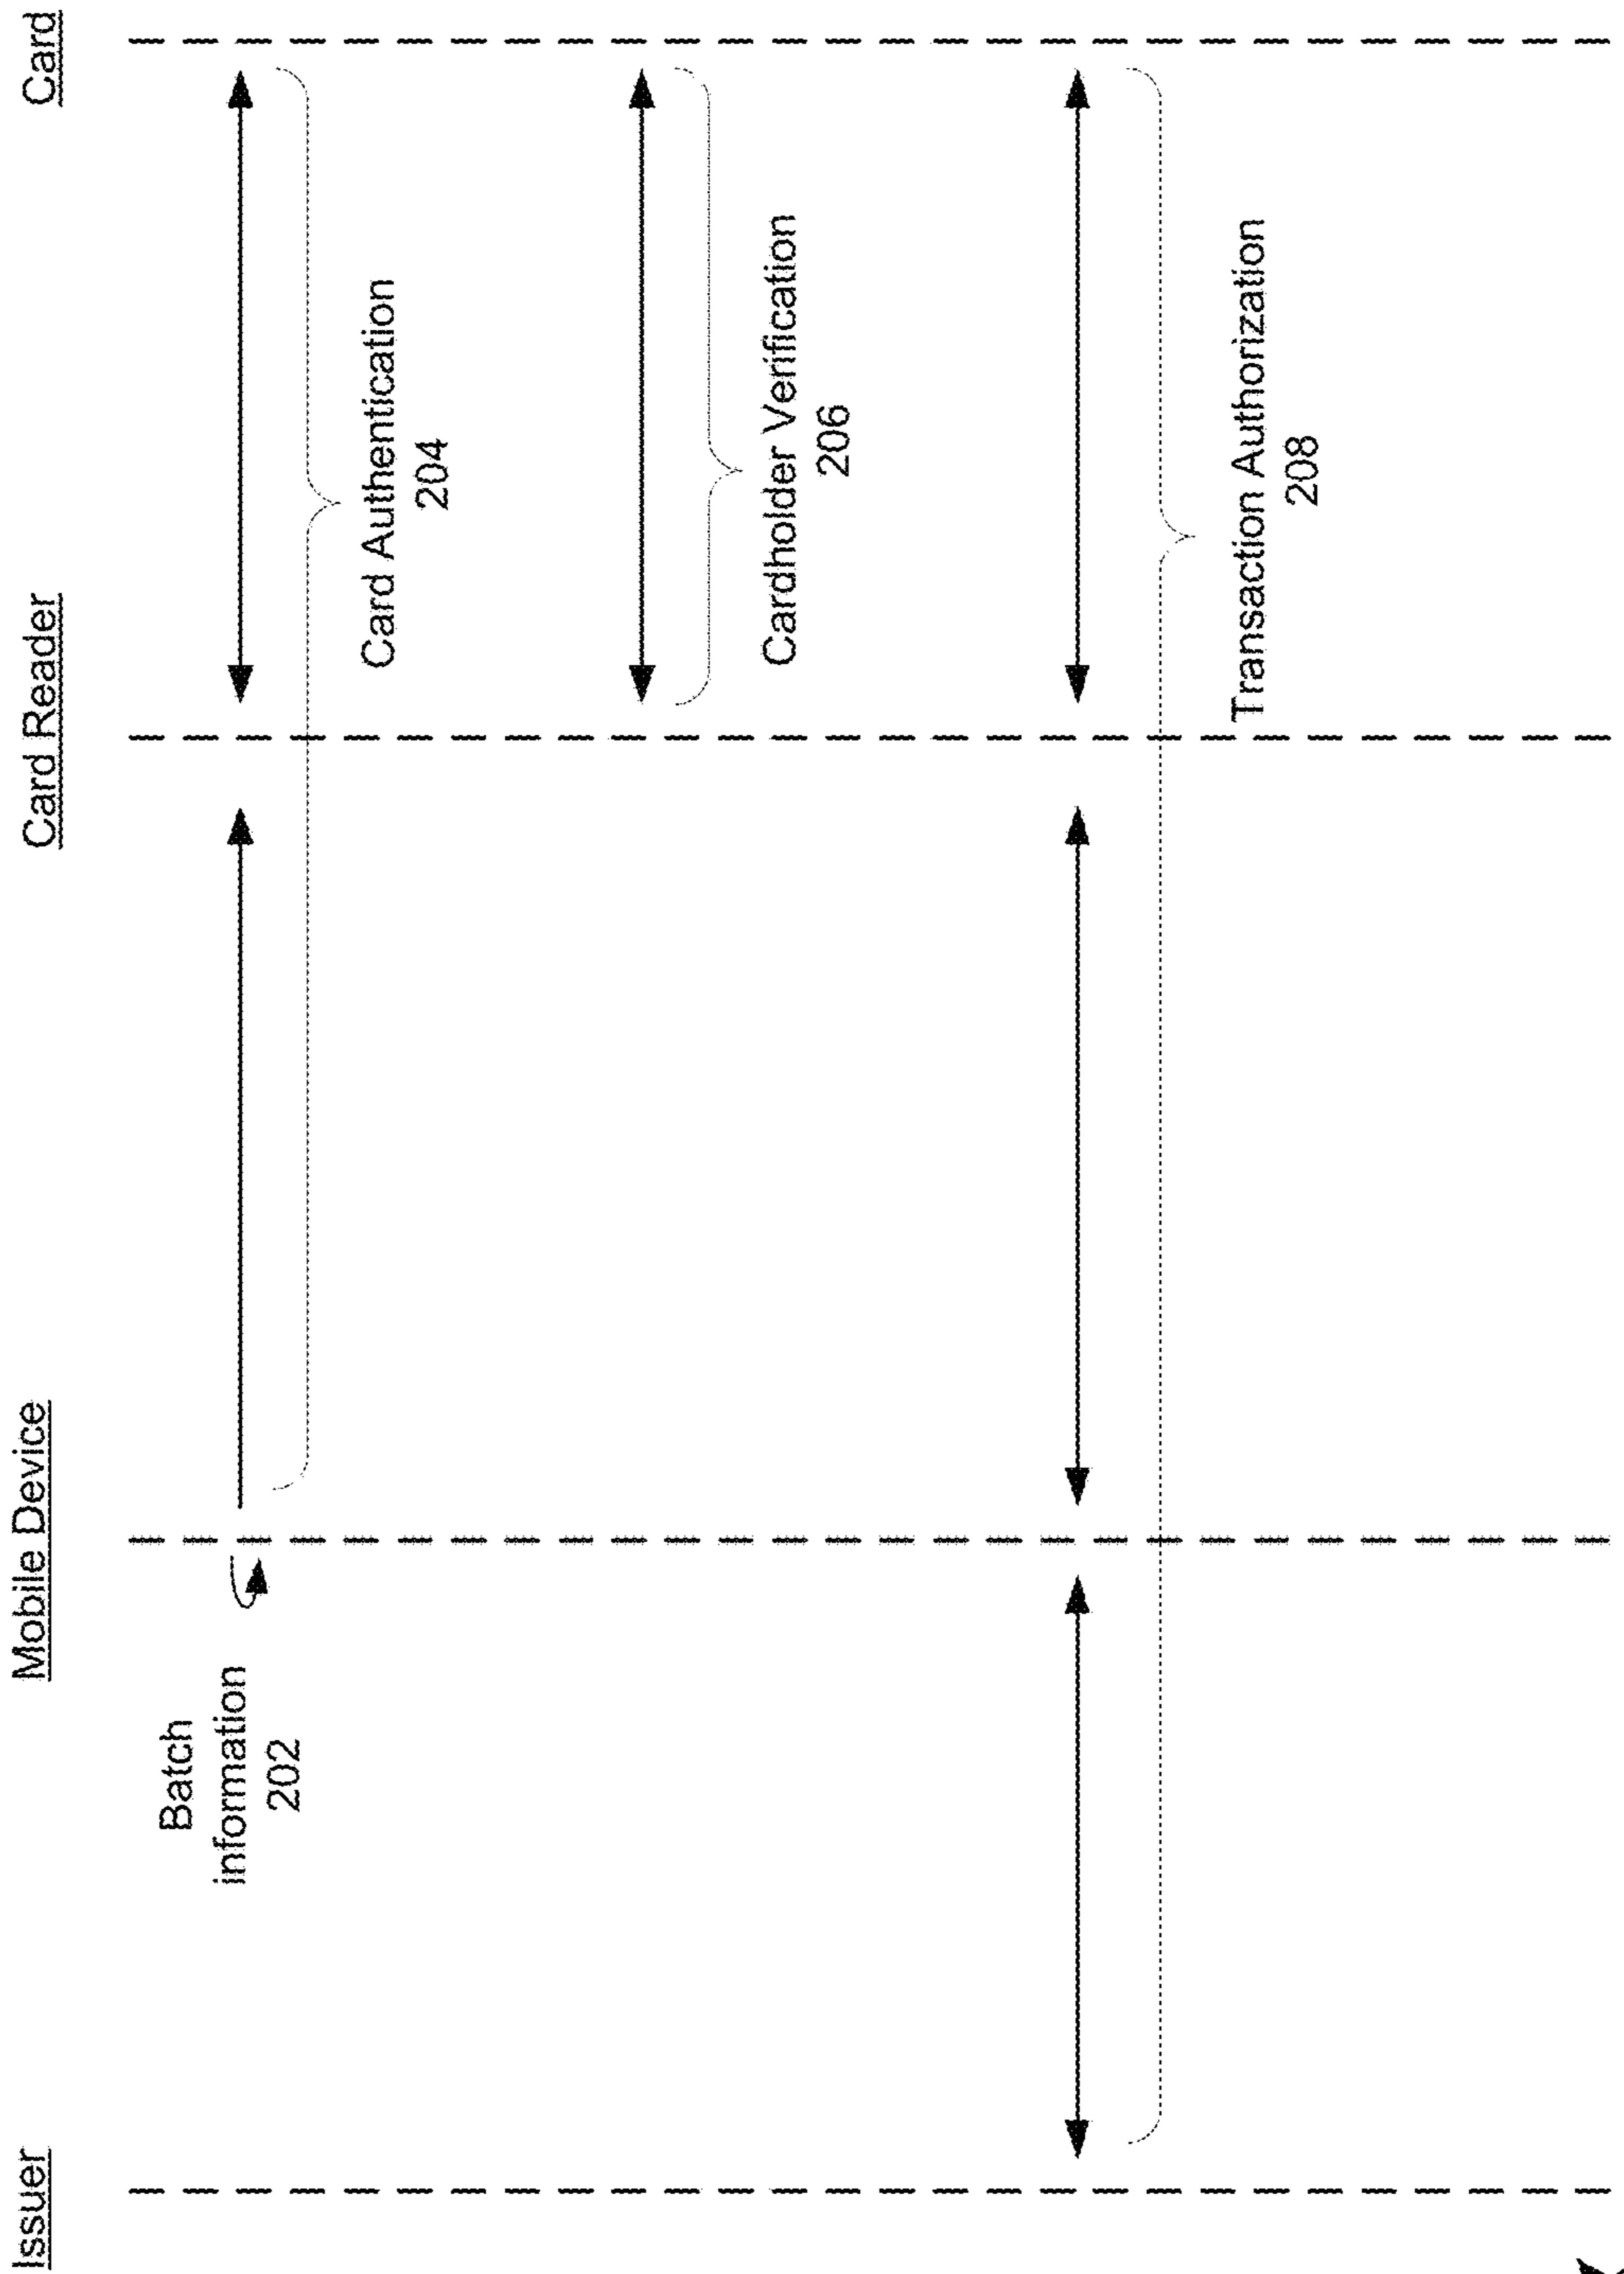 Issuer
Mobile Device
Card Reader
Card
Batch
information
202
Card Authentication
204
Cardholder Verification
206
Transaction Authorization
208